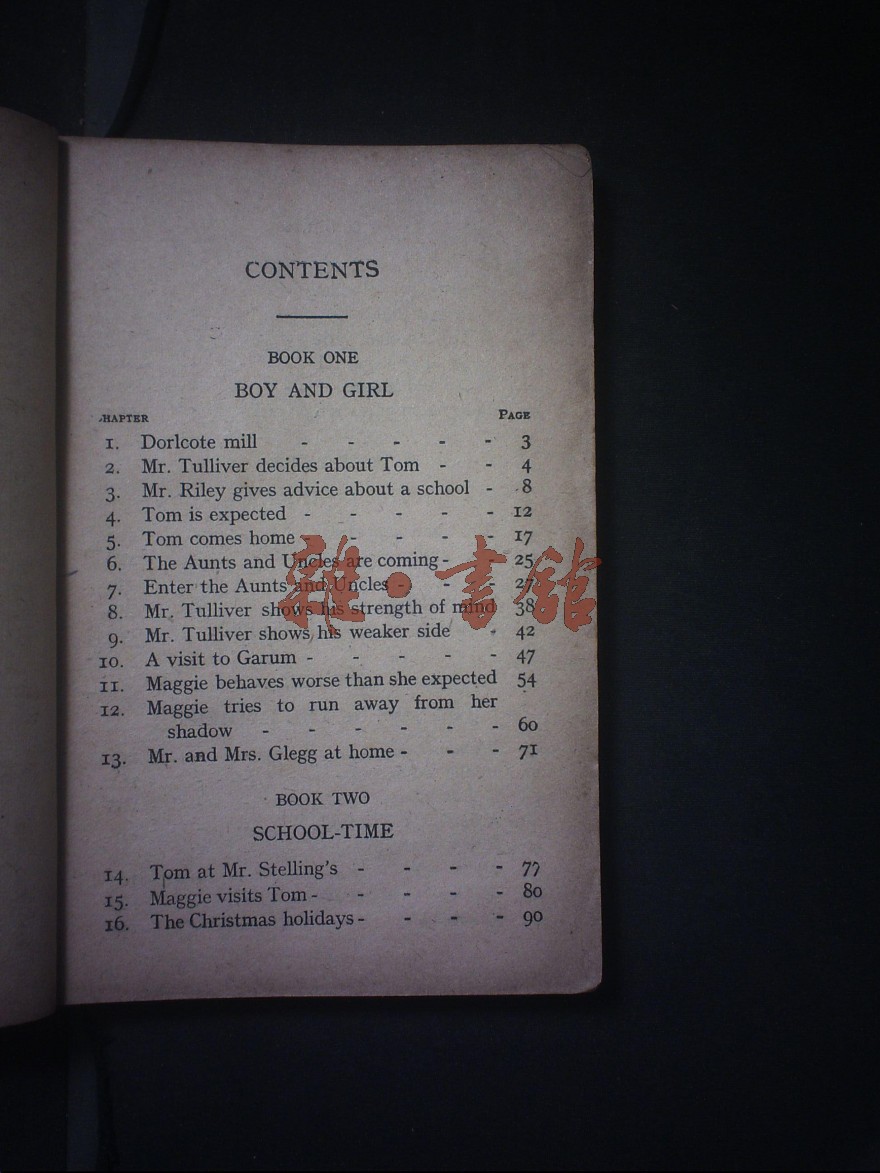 CONTENTS
BOOK ONE
BOY AND GIRL
HAPTER PAGE
1. Dorlcote mill - - - - - 3
2. Mr. Tulliver decides about Tom - - 4
3. Mr. Riley gives advice about a school - 8
4. Tom is expected - - - - - 12
5. Tom comes home - - - - 17
6. The Aunts and Uncles are coming - - 25
7. Enter the Aunts and Uncles - - - 27
8. Mr. Tulliver shows his strength of mind 38
9. Mr. Tulliver shows his weaker side - 42
10. A visit to Garum - - - - - 47
11. Maggie behaves worse than she expected 54
12. Maggie tries to run away from her
shadow - - - - - - 60
13. Mr. and Mrs. Glegg at home - - - 71
BOOK TWO
SCHOOL-TIME
14. Tom at Mr. Stelling's - - - - 77
15. Maggie visits Tom - - - - - 80
16. The Christmas holidays - - - - 90
雜·書館